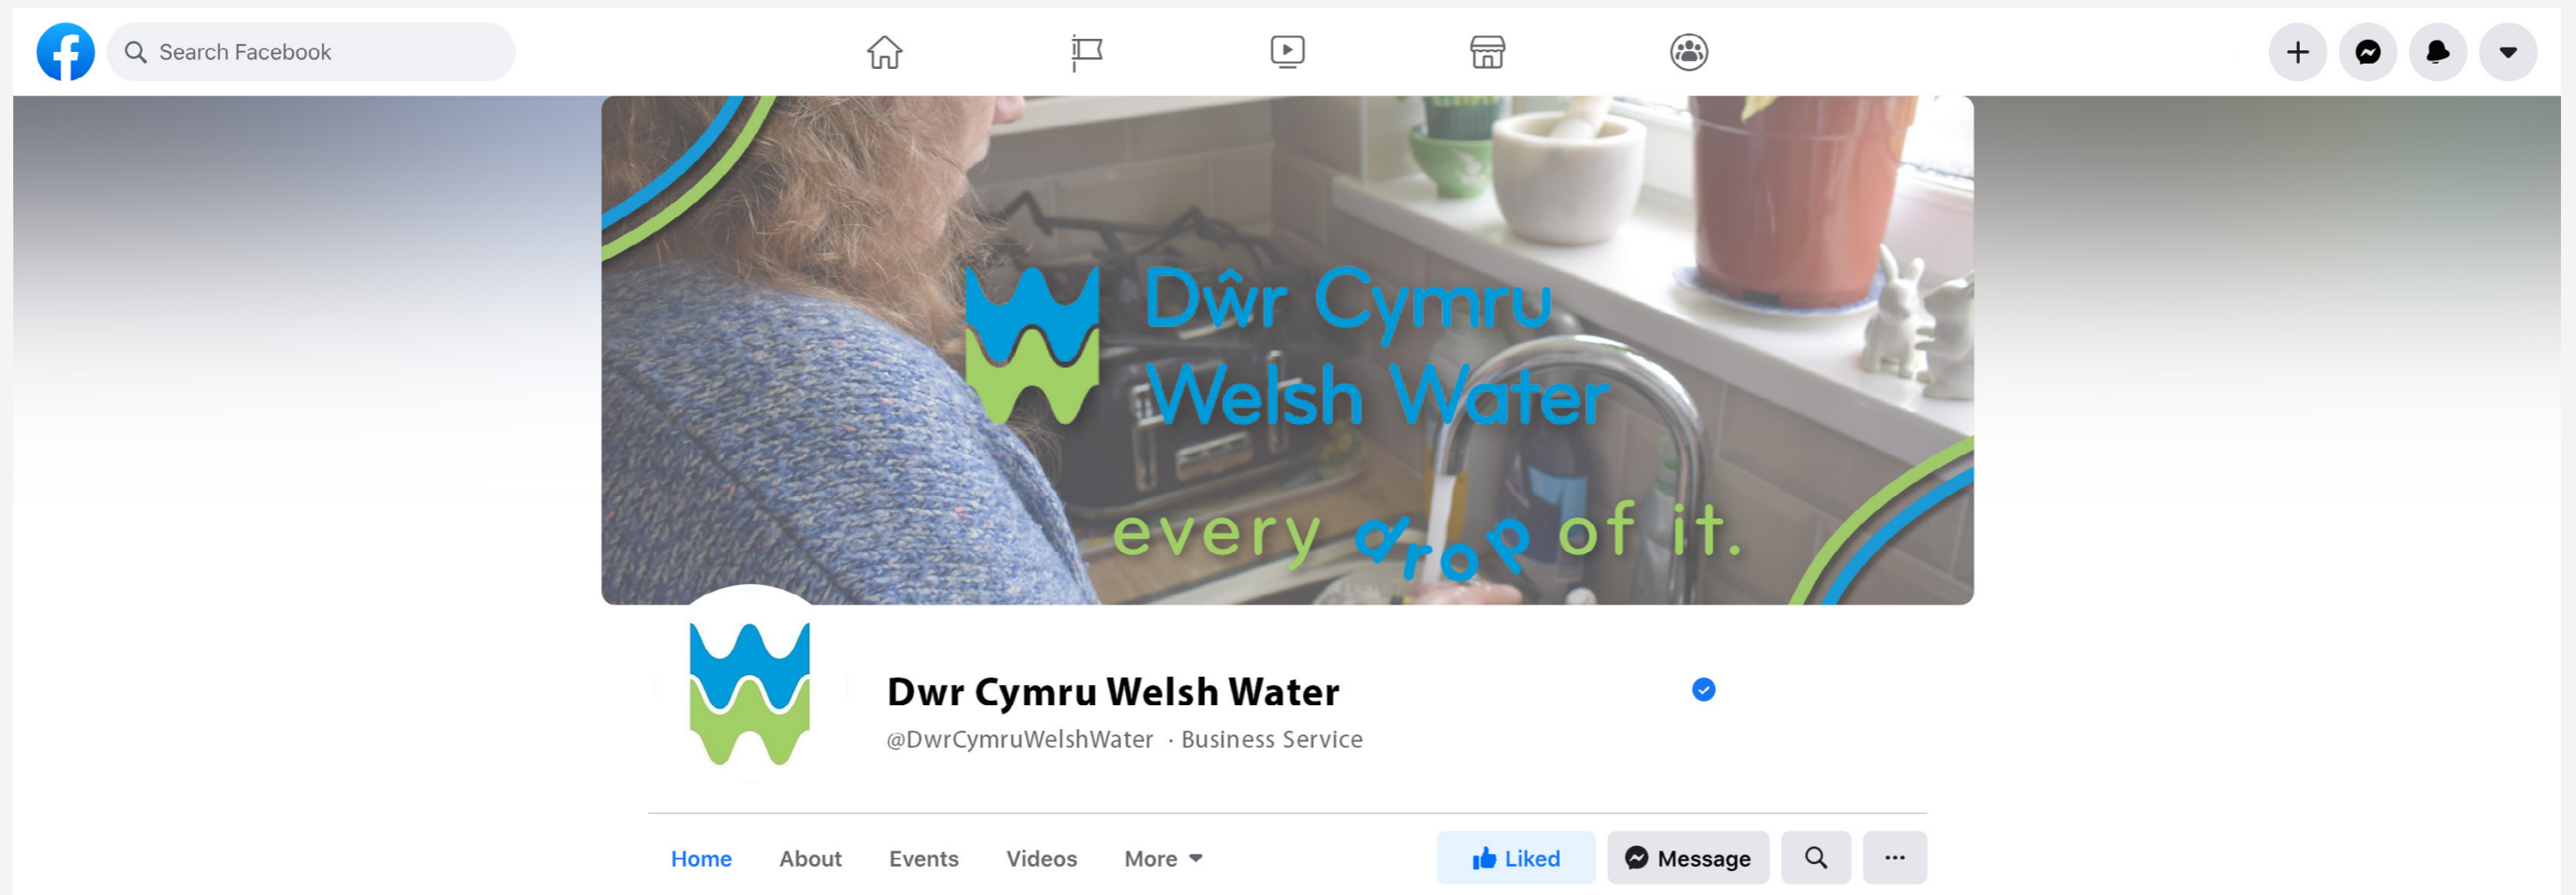 Search Facebook
Dŵr Cymru
Welsh Water
every drop of it.
Dwr Cymru Welsh Water
@DwrCymruWelshWater · Business Service
Home About Events Videos More Liked Message